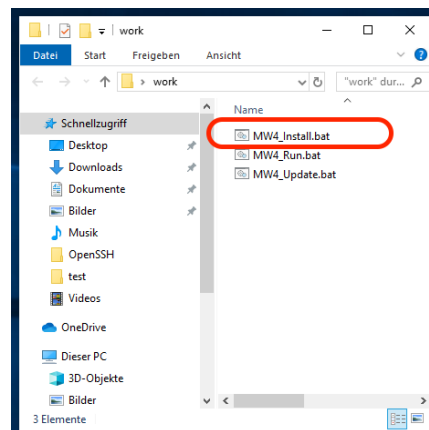 work
Datei Start Freigeben Ansicht
work "work" dur...
Name
Schnellzugriff
MW4_Install.bat
Desktop
MW4_Run.bat
Downloads
MW4_Update.bat
Dokumente
Bilder
Musik
OpenSSH
test
Videos
OneDrive
Dieser PC
3D-Objekte
Bilder
3 Elemente